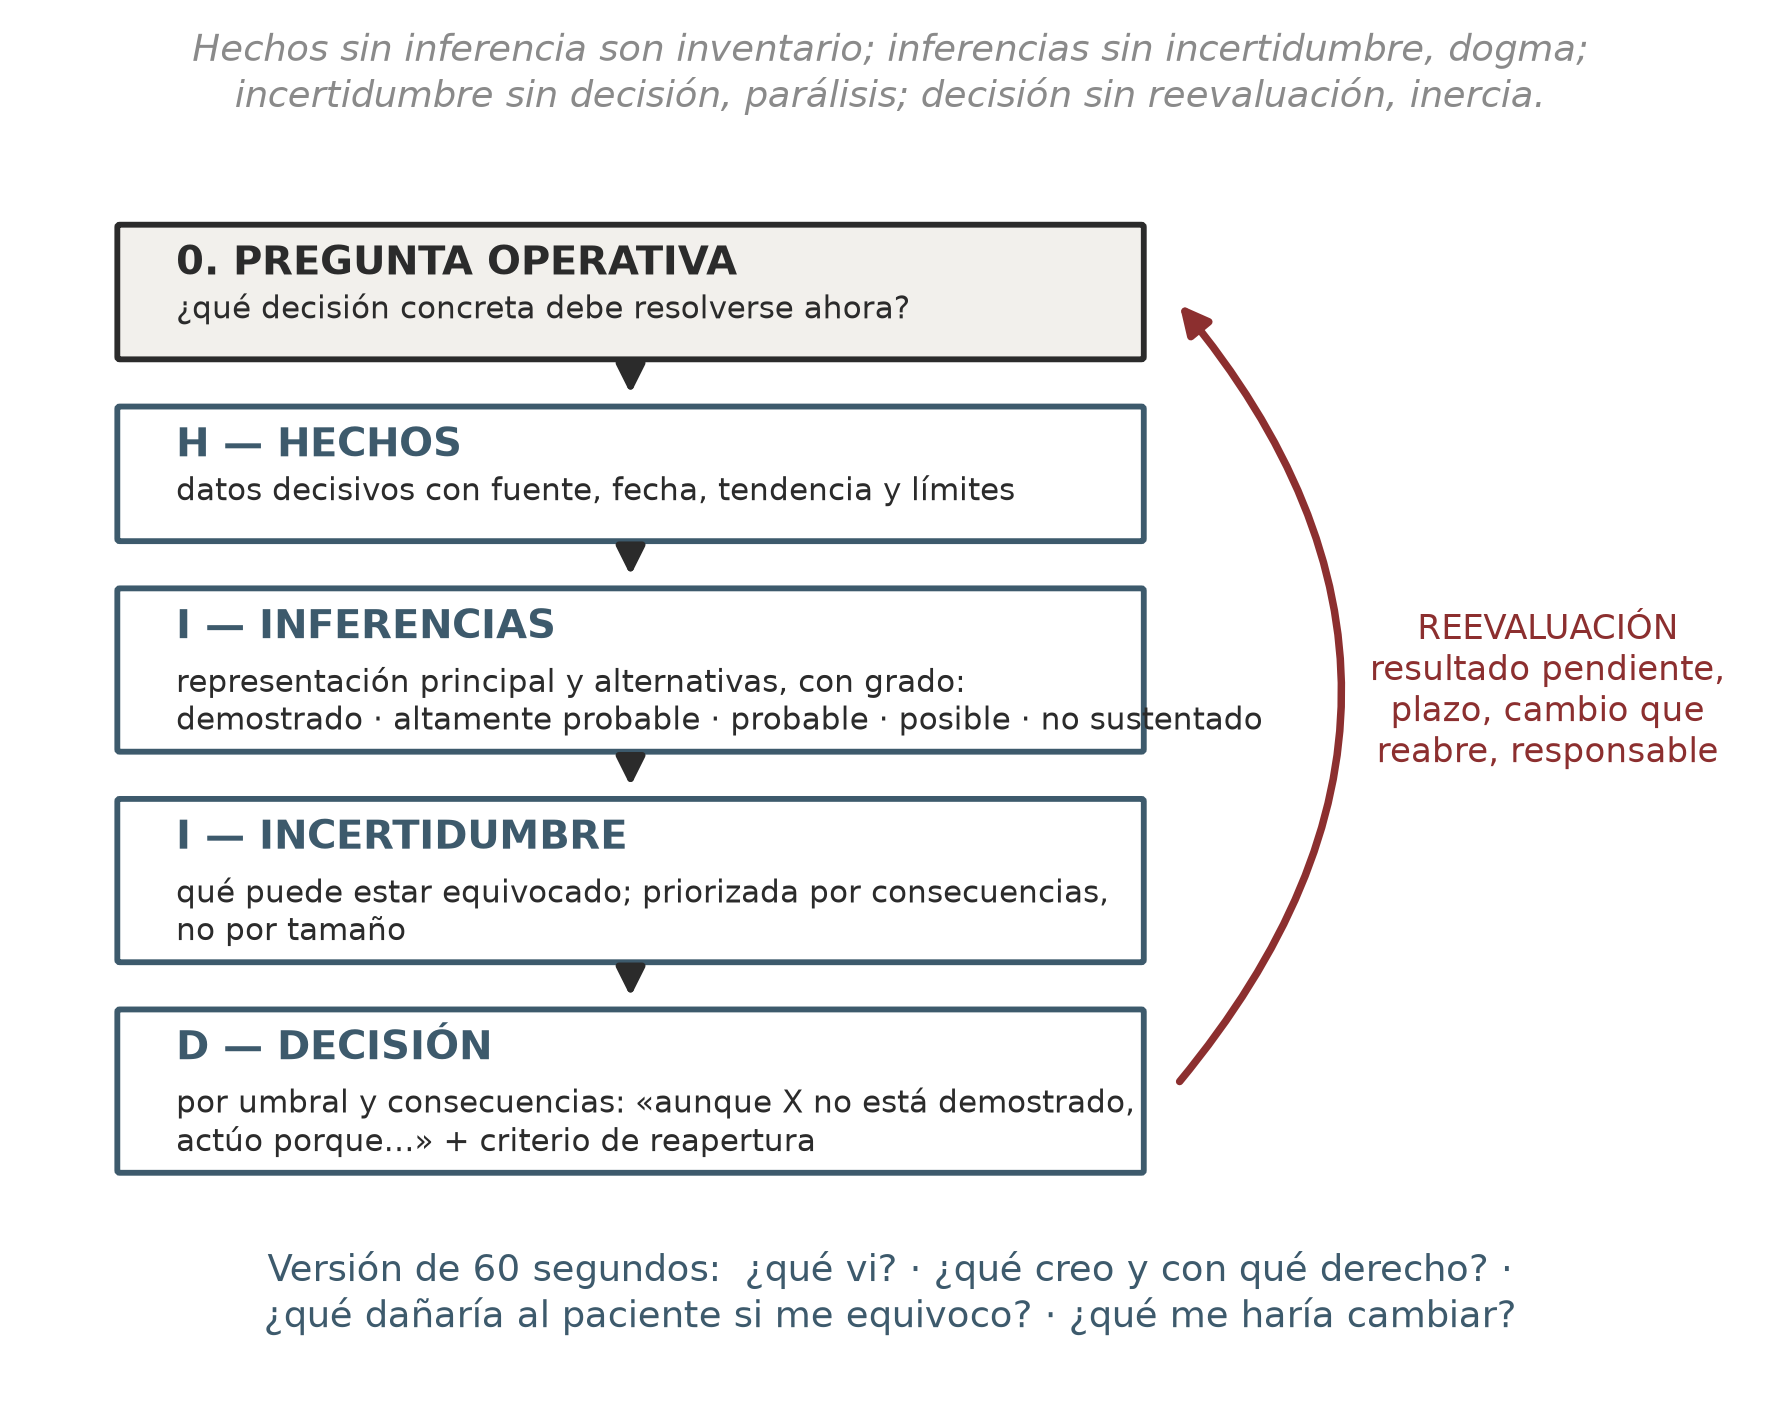 Hechos sin inferencia son inventario; inferencias sin incertidumbre, dogma;
incertidumbre sin decisión, parálisis; decisión sin reevaluación, inercia.
0. PREGUNTA OPERATIVA
¿qué decisión concreta debe resolverse ahora?
H — HECHOS
datos decisivos con fuente, fecha, tendencia y límites
I — INFERENCIAS
representación principal y alternativas, con grado:
demostrado · altamente probable · probable · posible · no sustentado
I — INCERTIDUMBRE
qué puede estar equivocado; priorizada por consecuencias,
no por tamaño
D — DECISIÓN
por umbral y consecuencias: «aunque X no está demostrado,
actúo porque…» + criterio de reapertura
REEVALUACIÓN
resultado pendiente,
plazo, cambio que
reabre, responsable
Versión de 60 segundos:  ¿qué vi? · ¿qué creo y con qué derecho? ·
¿qué dañaría al paciente si me equivoco? · ¿qué me haría cambiar?